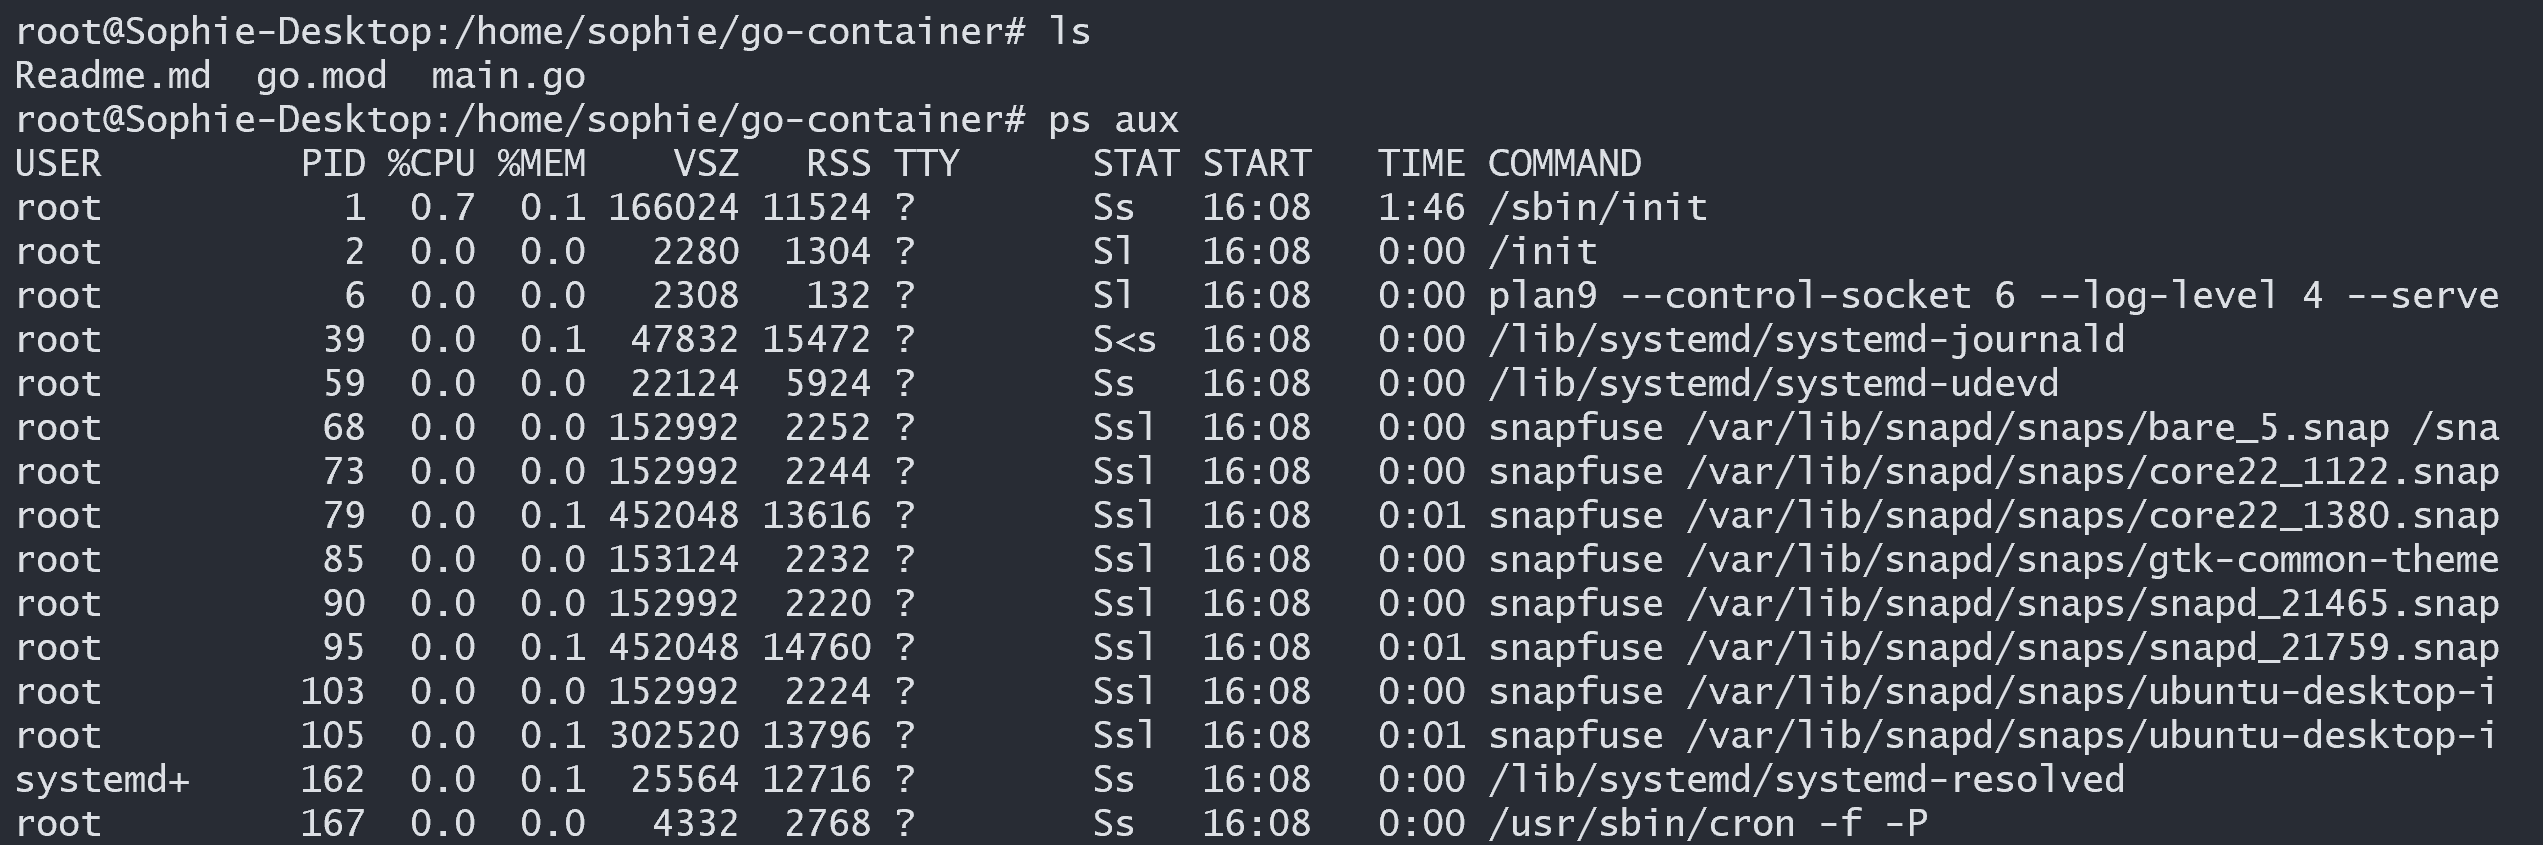 root@Sophie-Desktop:/home/sophie/go-container# ls
Readme.md  go.mod  main.go
root@Sophie-Desktop:/home/sophie/go-container# ps aux
USER         PID %CPU %MEM    VSZ   RSS TTY      STAT START   TIME COMMAND
root           1  0.7  0.1 166024 11524 ?        Ss   16:08   1:46 /sbin/init
root           2  0.0  0.0   2280  1304 ?        Sl   16:08   0:00 /init
root           6  0.0  0.0   2308   132 ?        Sl   16:08   0:00 plan9 --control-socket 6 --log-level 4 --serve
root          39  0.0  0.1  47832 15472 ?        S<s  16:08   0:00 /lib/systemd/systemd-journald
root          59  0.0  0.0  22124  5924 ?        Ss   16:08   0:00 /lib/systemd/systemd-udevd
root          68  0.0  0.0 152992  2252 ?        Ssl  16:08   0:00 snapfuse /var/lib/snapd/snaps/bare_5.snap /sna
root          73  0.0  0.0 152992  2244 ?        Ssl  16:08   0:00 snapfuse /var/lib/snapd/snaps/core22_1122.snap
root          79  0.0  0.1 452048 13616 ?        Ssl  16:08   0:01 snapfuse /var/lib/snapd/snaps/core22_1380.snap
root          85  0.0  0.0 153124  2232 ?        Ssl  16:08   0:00 snapfuse /var/lib/snapd/snaps/gtk-common-theme
root          90  0.0  0.0 152992  2220 ?        Ssl  16:08   0:00 snapfuse /var/lib/snapd/snaps/snapd_21465.snap
root          95  0.0  0.1 452048 14760 ?        Ssl  16:08   0:01 snapfuse /var/lib/snapd/snaps/snapd_21759.snap
root         103  0.0  0.0 152992  2224 ?        Ssl  16:08   0:00 snapfuse /var/lib/snapd/snaps/ubuntu-desktop-i
root         105  0.0  0.1 302520 13796 ?        Ssl  16:08   0:01 snapfuse /var/lib/snapd/snaps/ubuntu-desktop-i
systemd+     162  0.0  0.1  25564 12716 ?        Ss   16:08   0:00 /lib/systemd/systemd-resolved
root         167  0.0  0.0   4332  2768 ?        Ss   16:08   0:00 /usr/sbin/cron -f -P